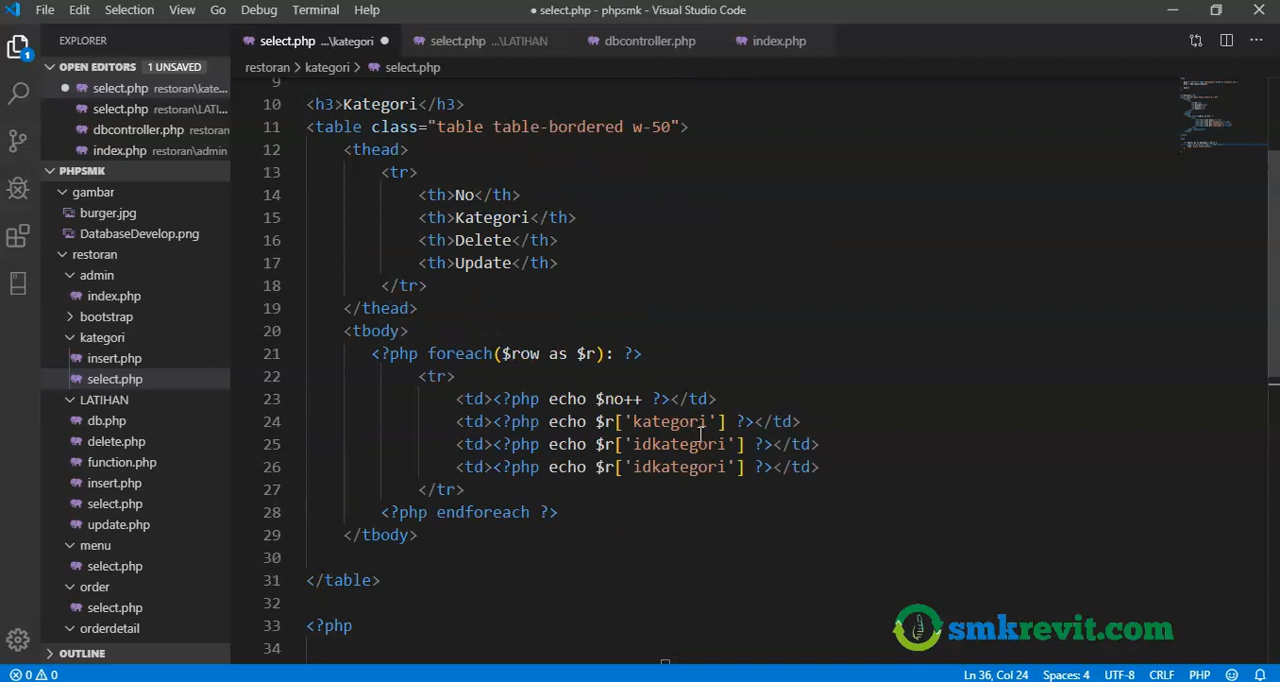 File Edit Selection View Go Debug Terminal Help
● select.php - phpsmk - Visual Studio Code
EXPLORER
select.php ...\kategori ●
select.php ...\LATIHAN
dbcontroller.php
index.php
OPEN EDITORS 1 UNSAVED
● select.php restoran\kate...
select.php restoran\LATI...
dbcontroller.php restoran
index.php restoran\admin
PHPSMK
gambar
burger.jpg
DatabaseDevelop.png
restoran
admin
index.php
bootstrap
kategori
insert.php
select.php
LATIHAN
db.php
delete.php
function.php
insert.php
select.php
update.php
menu
select.php
order
select.php
orderdetail
OUTLINE
restoran > kategori > select.php
9
10 <h3>Kategori</h3>
11 <table class="table table-bordered w-50">
12 <thead>
13 <tr>
14 <th>No</th>
15 <th>Kategori</th>
16 <th>Delete</th>
17 <th>Update</th>
18 </tr>
19 </thead>
20 <tbody>
21 <?php foreach($row as $r): ?>
22 <tr>
23 <td><?php echo $no++ ?></td>
24 <td><?php echo $r['kategori'] ?></td>
25 <td><?php echo $r['idkategori'] ?></td>
26 <td><?php echo $r['idkategori'] ?></td>
27 </tr>
28 <?php endforeach ?>
29 </tbody>
30
31 </table>
32
33 <?php
34
smkrevit.com
0 0
Ln 36, Col 24 Spaces: 4 UTF-8 CRLF PHP